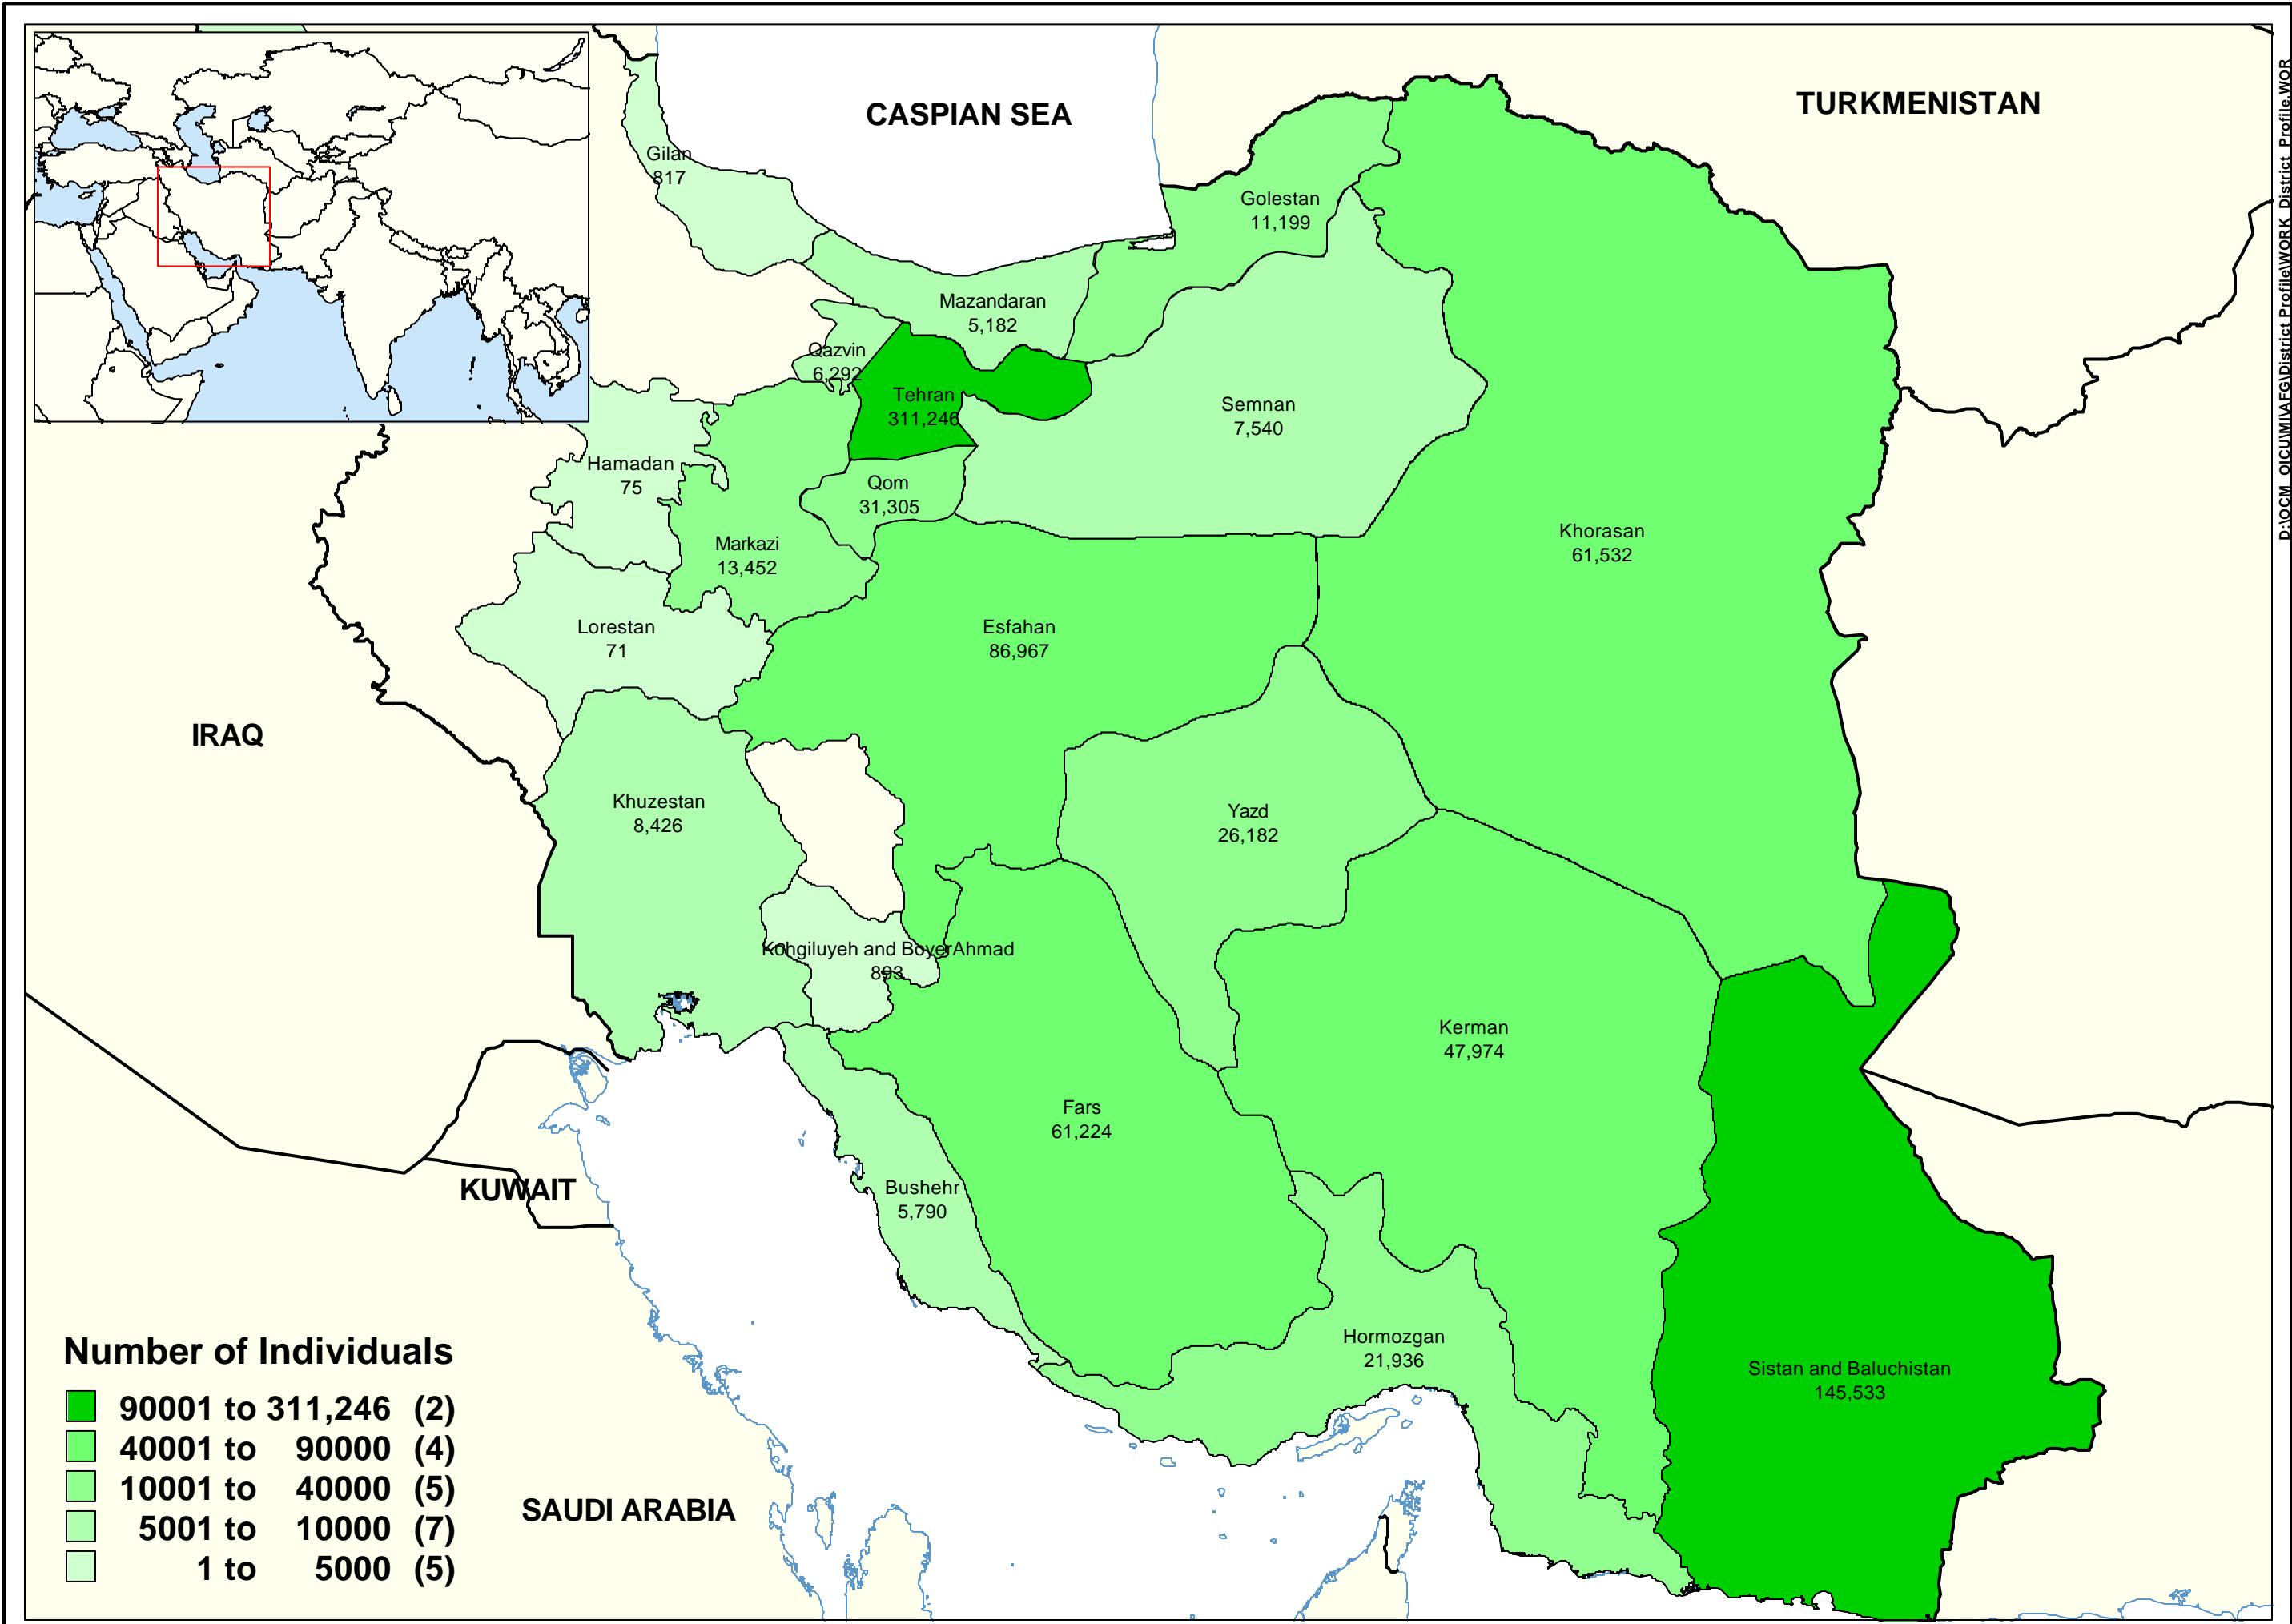 CASPIAN SEA
TURKMENISTAN
Gilan
817
Golestan
11,199
Mazandaran
5,182
Qazvin
6,292
Tehran
311,246
Semnan
7,540
Hamadan
75
Qom
31,305
Markazi
13,452
Khorasan
61,532
Lorestan
71
Esfahan
86,967
IRAQ
Khuzestan
8,426
Yazd
26,182
Kohgiluyeh and BoyerAhmad
893
Kerman
47,974
Fars
61,224
KUWAIT
Bushehr
5,790
Hormozgan
21,936
Sistan and Baluchistan
145,533
SAUDI ARABIA
Number of Individuals
90001 to 311,246 (2)
40001 to 90000 (4)
10001 to 40000 (5)
5001 to 10000 (7)
1 to 5000 (5)
D:\OCM_OICU\MI\AFG\District Profile\WORK_District_Profile.WOR